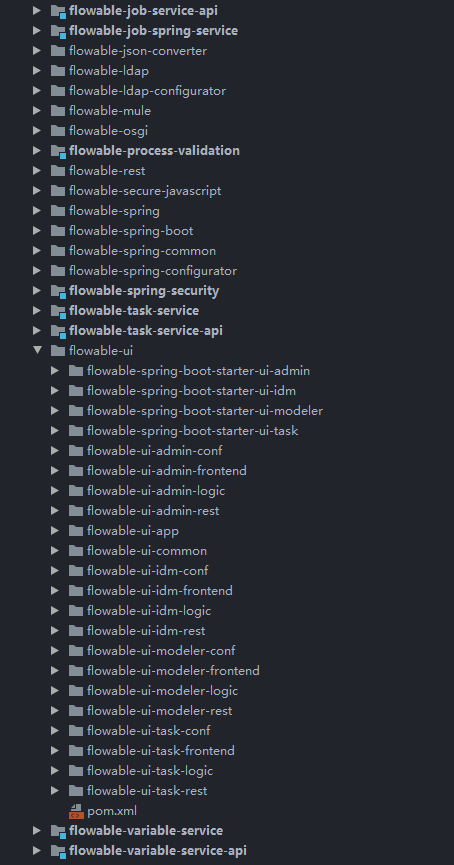 flowable-job-service-api
flowable-job-spring-service
flowable-json-converter
flowable-ldap
flowable-ldap-configurator
flowable-mule
flowable-osgi
flowable-process-validation
flowable-rest
flowable-secure-javascript
flowable-spring
flowable-spring-boot
flowable-spring-common
flowable-spring-configurator
flowable-spring-security
flowable-task-service
flowable-task-service-api
flowable-ui
flowable-spring-boot-starter-ui-admin
flowable-spring-boot-starter-ui-idm
flowable-spring-boot-starter-ui-modeler
flowable-spring-boot-starter-ui-task
flowable-ui-admin-conf
flowable-ui-admin-frontend
flowable-ui-admin-logic
flowable-ui-admin-rest
flowable-ui-app
flowable-ui-common
flowable-ui-idm-conf
flowable-ui-idm-frontend
flowable-ui-idm-logic
flowable-ui-idm-rest
flowable-ui-modeler-conf
flowable-ui-modeler-frontend
flowable-ui-modeler-logic
flowable-ui-modeler-rest
flowable-ui-task-conf
flowable-ui-task-frontend
flowable-ui-task-logic
flowable-ui-task-rest
pom.xml
flowable-variable-service
flowable-variable-service-api